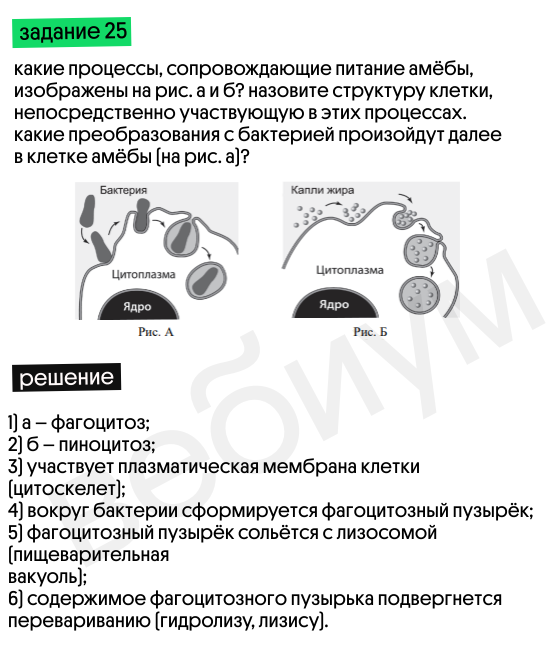 задание 25
какие процессы, сопровождающие питание амёбы,
изображены на рис. а и б? назовите структуру клетки,
непосредственно участвующую в этих процессах.
какие преобразования с бактерией произойдут далее
в клетке амёбы (на рис. а)?
Бактерия
Цитоплазма
Ядро
Рис. А
Капли жира
Цитоплазма
Ядро
Рис. Б
решение
1) а – фагоцитоз;
2) б – пиноцитоз;
3) участвует плазматическая мембрана клетки
(цитоскелет);
4) вокруг бактерии сформируется фагоцитозный пузырёк;
5) фагоцитозный пузырёк сольётся с лизосомой
(пищеварительная
вакуоль);
6) содержимое фагоцитозного пузырька подвергнется
перевариванию (гидролизу, лизису).
Вебиум